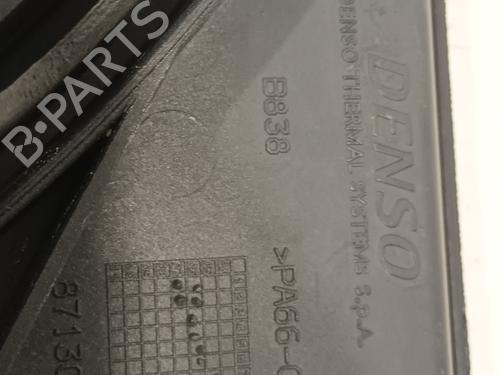 DENSO
DENSO THERMAL SYSTEMS S.p.A.
B838
>PA66-G
87130
B-PARTS